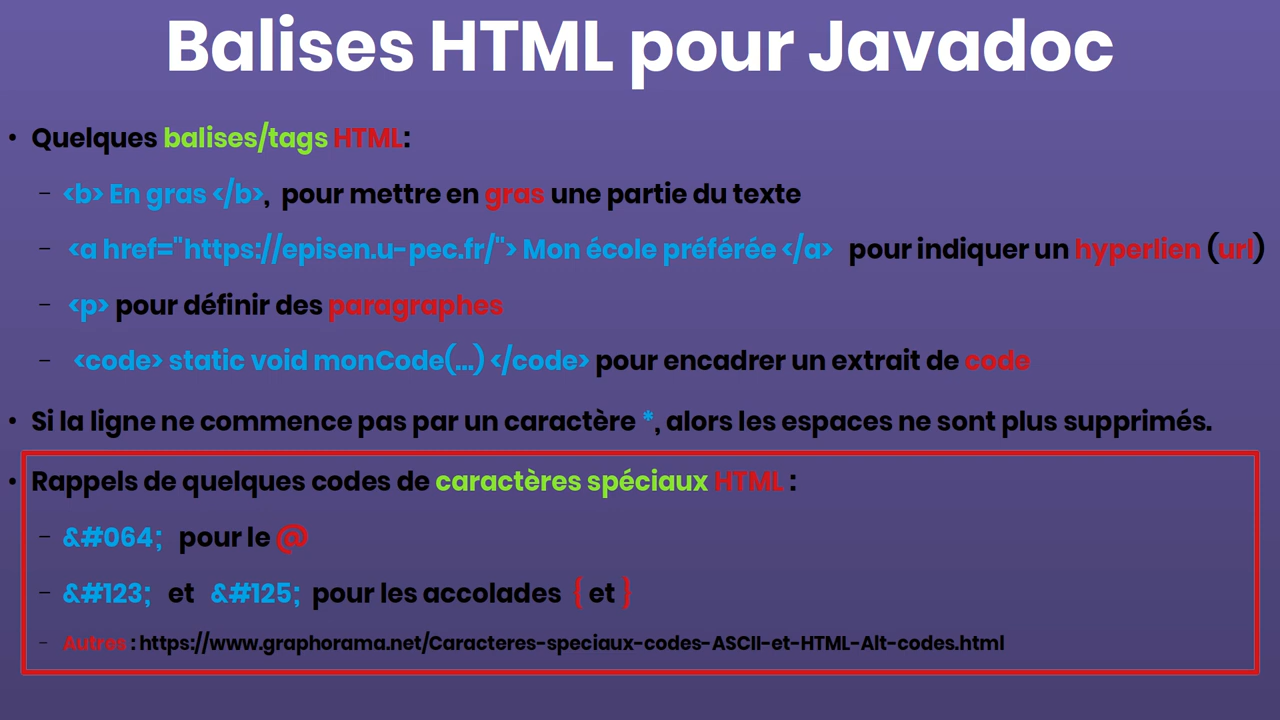 Balises HTML pour Javadoc
• Quelques balises/tags HTML:
– <b> En gras </b>, pour mettre en gras une partie du texte
– <a href="https://episen.u-pec.fr/"> Mon école préférée </a> pour indiquer un hyperlien (url)
– <p> pour définir des paragraphes
– <code> static void monCode(...) </code> pour encadrer un extrait de code
• Si la ligne ne commence pas par un caractère *, alors les espaces ne sont plus supprimés.
• Rappels de quelques codes de caractères spéciaux HTML :
– &#064; pour le @
– &#123; et &#125; pour les accolades { et }
– Autres : https://www.graphorama.net/Caracteres-speciaux-codes-ASCII-et-HTML-Alt-codes.html